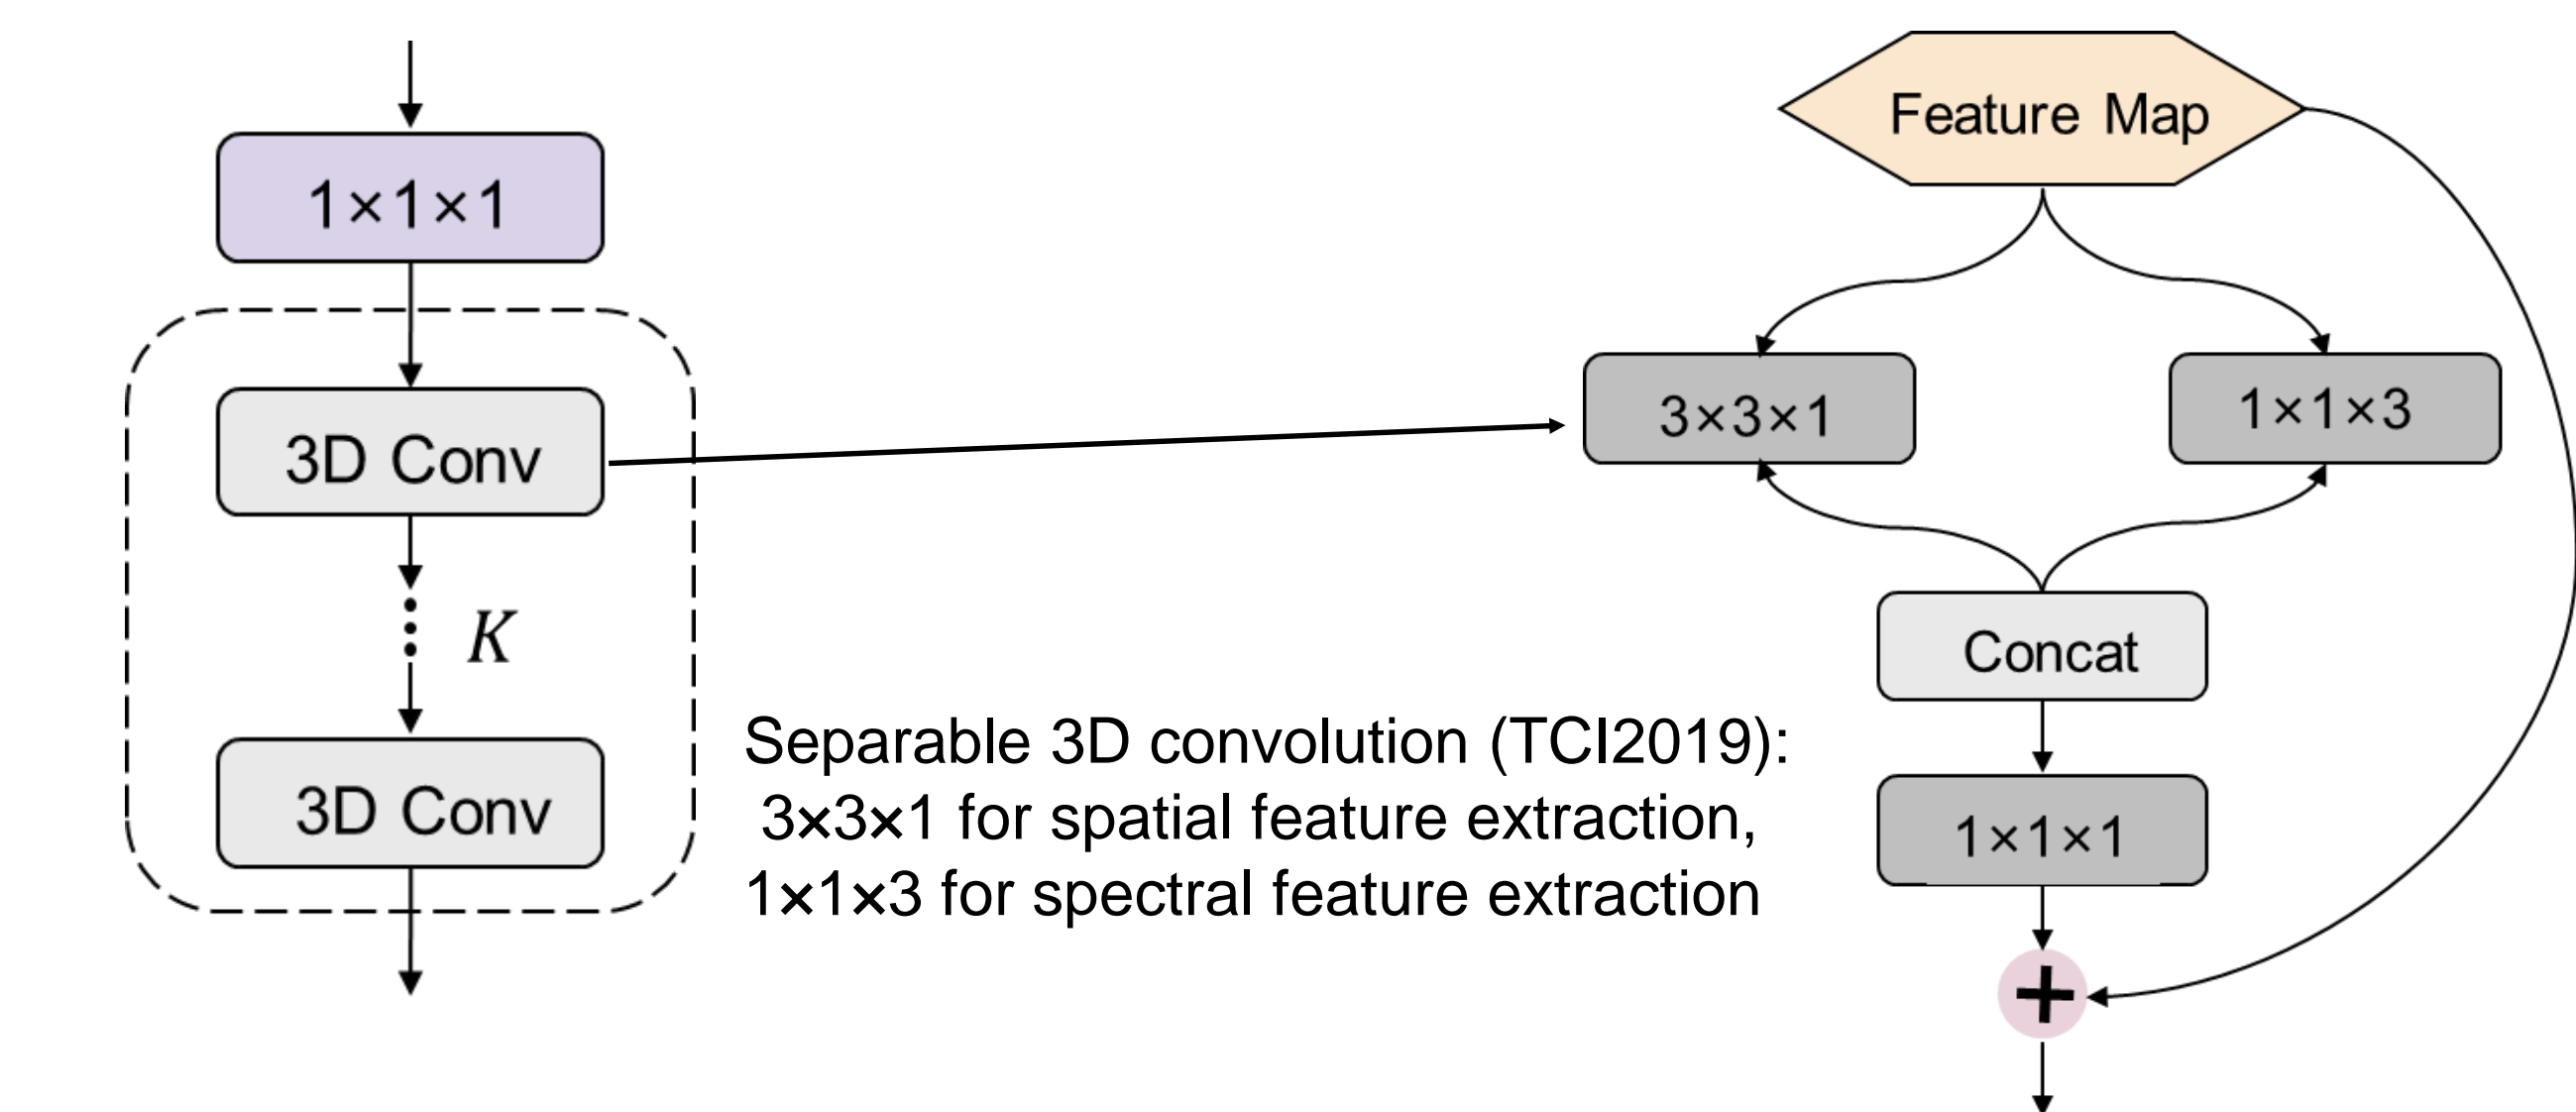 1×1×1
3D Conv
K
3D Conv
Separable 3D convolution (TCI2019):
3×3×1 for spatial feature extraction,
1×1×3 for spectral feature extraction
Feature Map
3×3×1
1×1×3
Concat
1×1×1
+